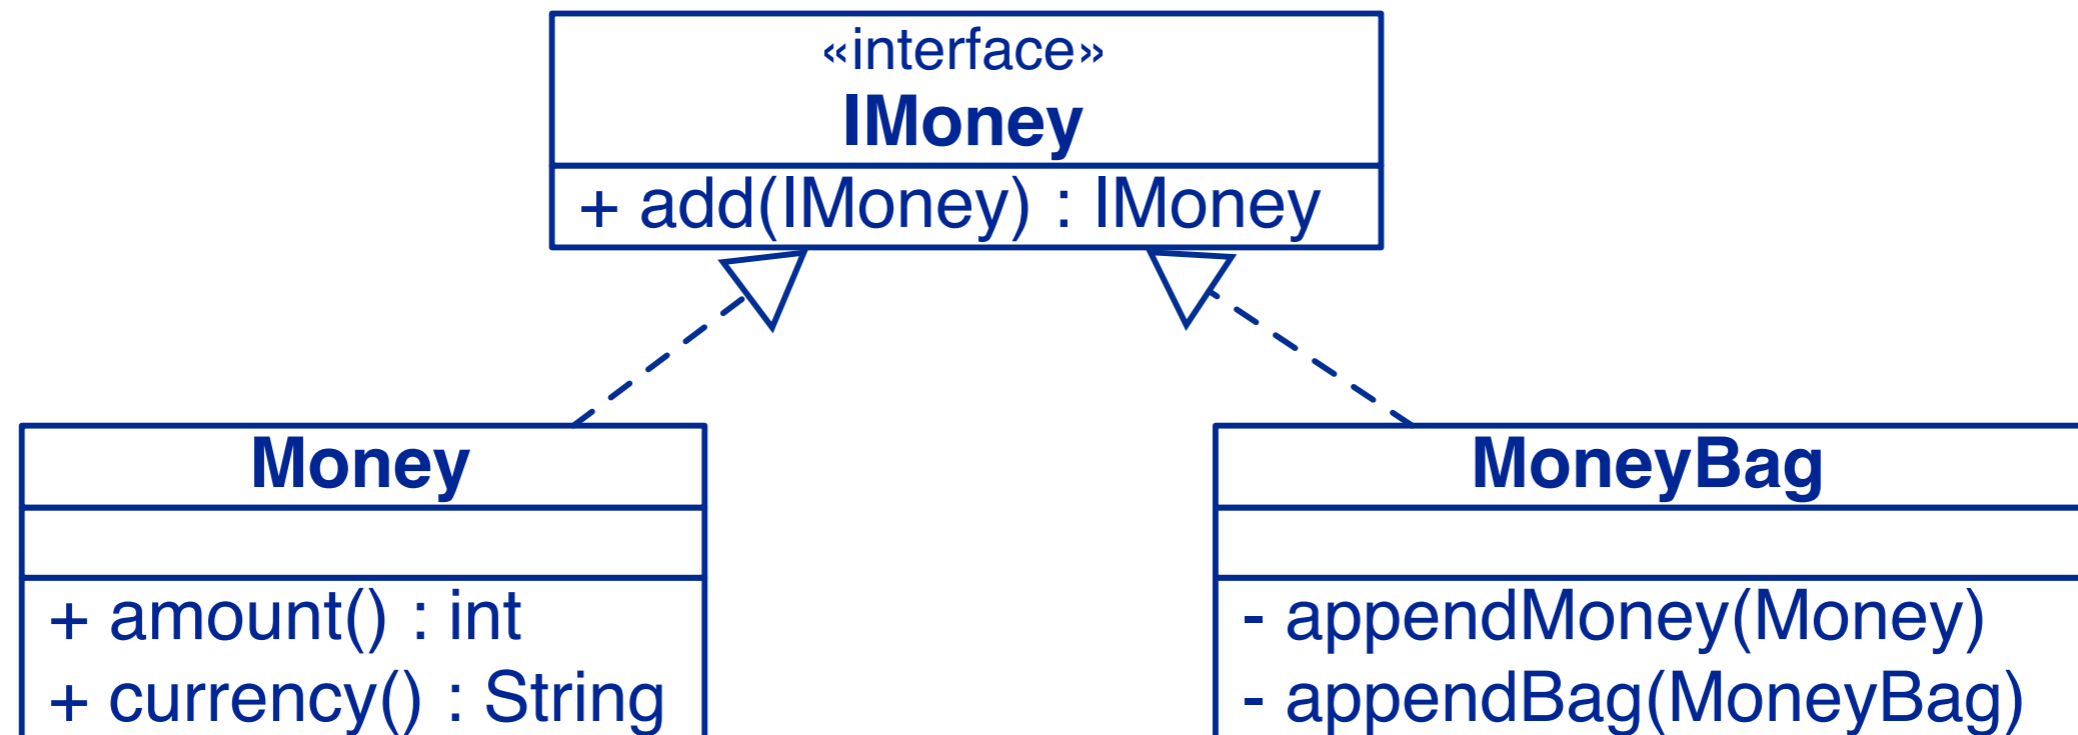 «interface»
IMoney
+ add(IMoney) : IMoney
Money
+ amount() : int
+ currency() : String
MoneyBag
- appendMoney(Money)
- appendBag(MoneyBag)